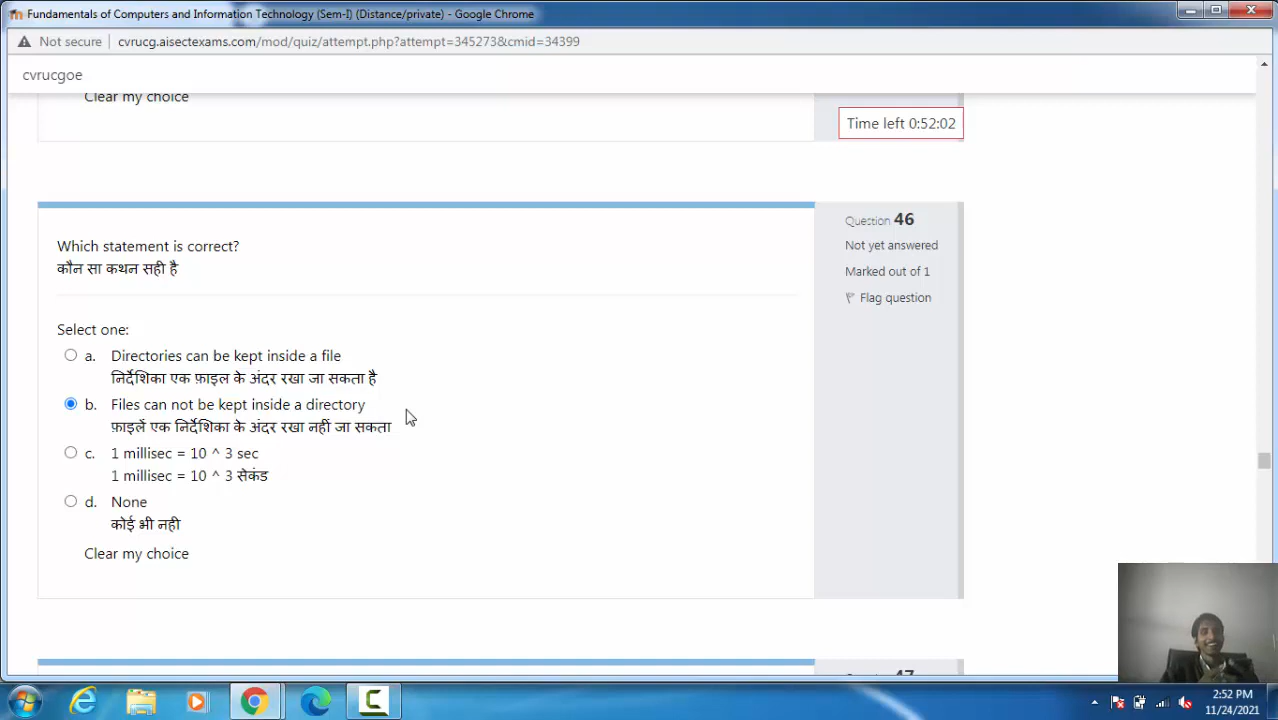 Fundamentals of Computers and Information Technology (Sem-I) (Distance/private) - Google Chrome
Not secure | cvrucg.aisectexams.com/mod/quiz/attempt.php?attempt=345273&cmid=34399
cvrucgoe
Clear my choice
Time left 0:52:02
Question 46
Not yet answered
Marked out of 1
Flag question
Which statement is correct?
कौन सा कथन सही है
Select one:
a. Directories can be kept inside a file
निर्देशिका एक फ़ाइल के अंदर रखा जा सकता है
b. Files can not be kept inside a directory
फ़ाइलें एक निर्देशिका के अंदर रखा नहीं जा सकता
c. 1 millisec = 10 ^ 3 sec
1 millisec = 10 ^ 3 सेकंड
d. None
कोई भी नही
Clear my choice
47
2:52 PM
11/24/2021